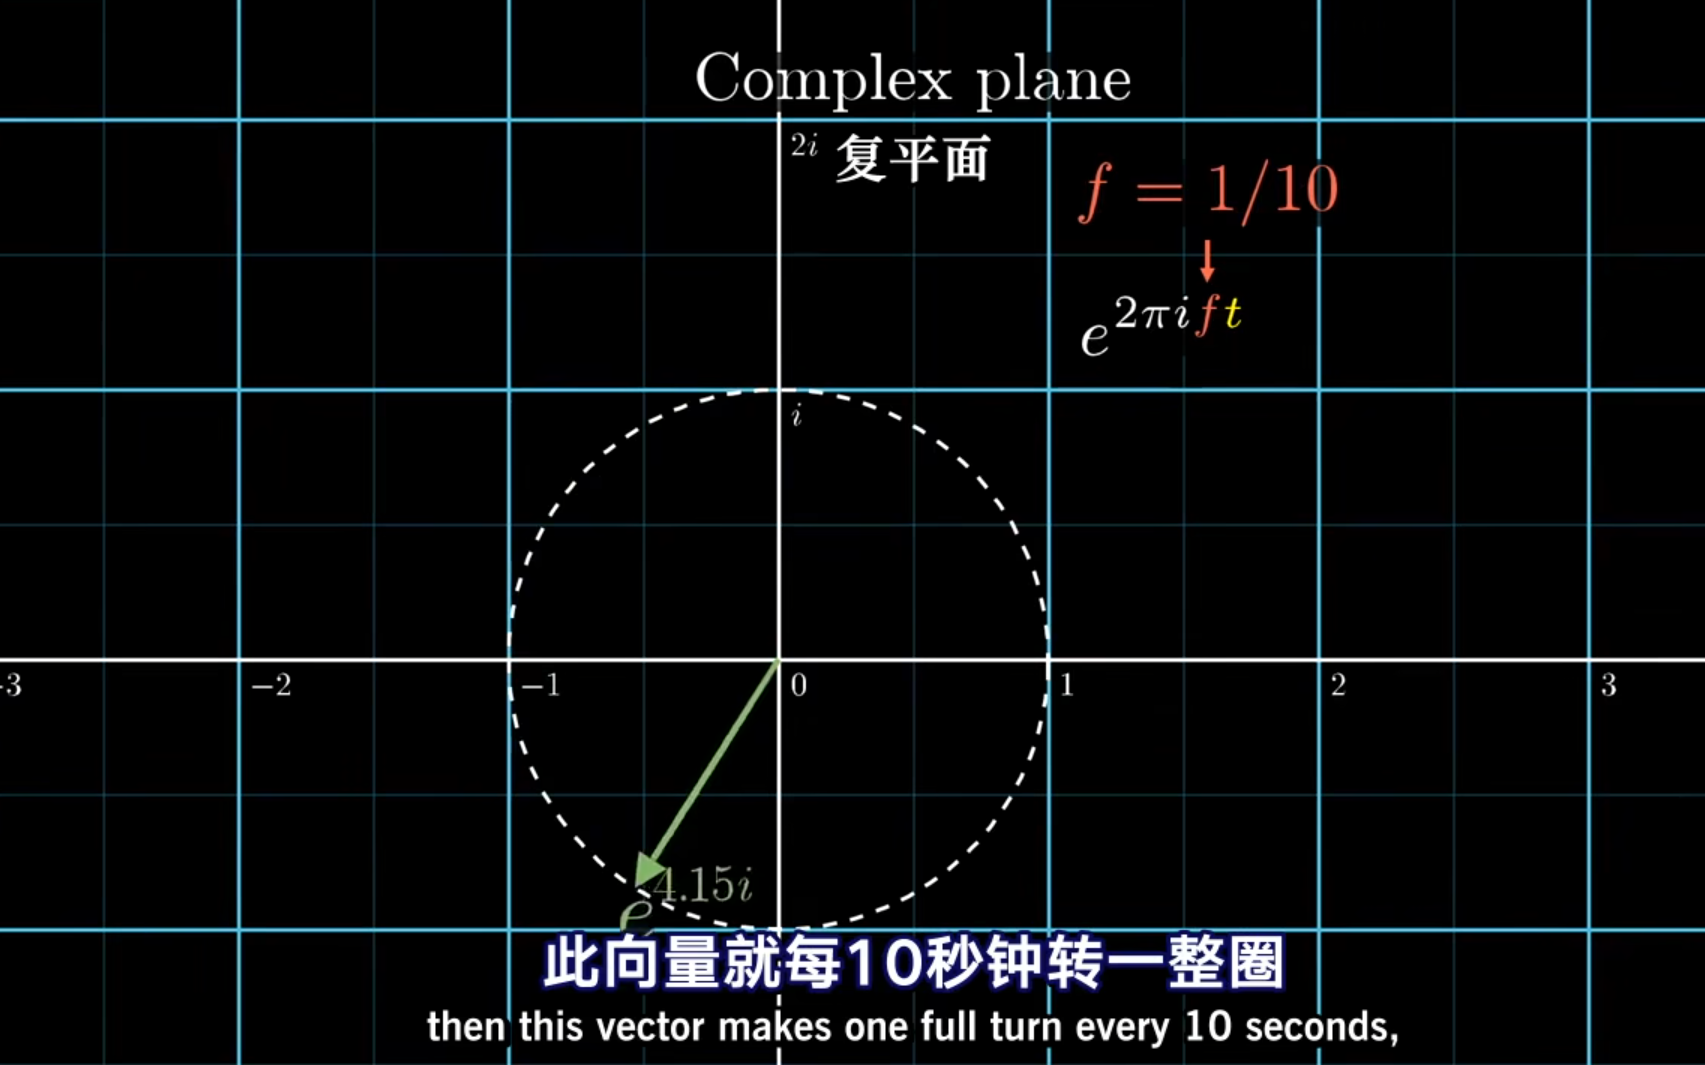 Complex plane
2i 复平面
f = 1/10
e^{2πift}
i
-3 −2 −1 0 1 2 3
e^{4.15i}
此向量就每10秒钟转一整圈
then this vector makes one full turn every 10 seconds,